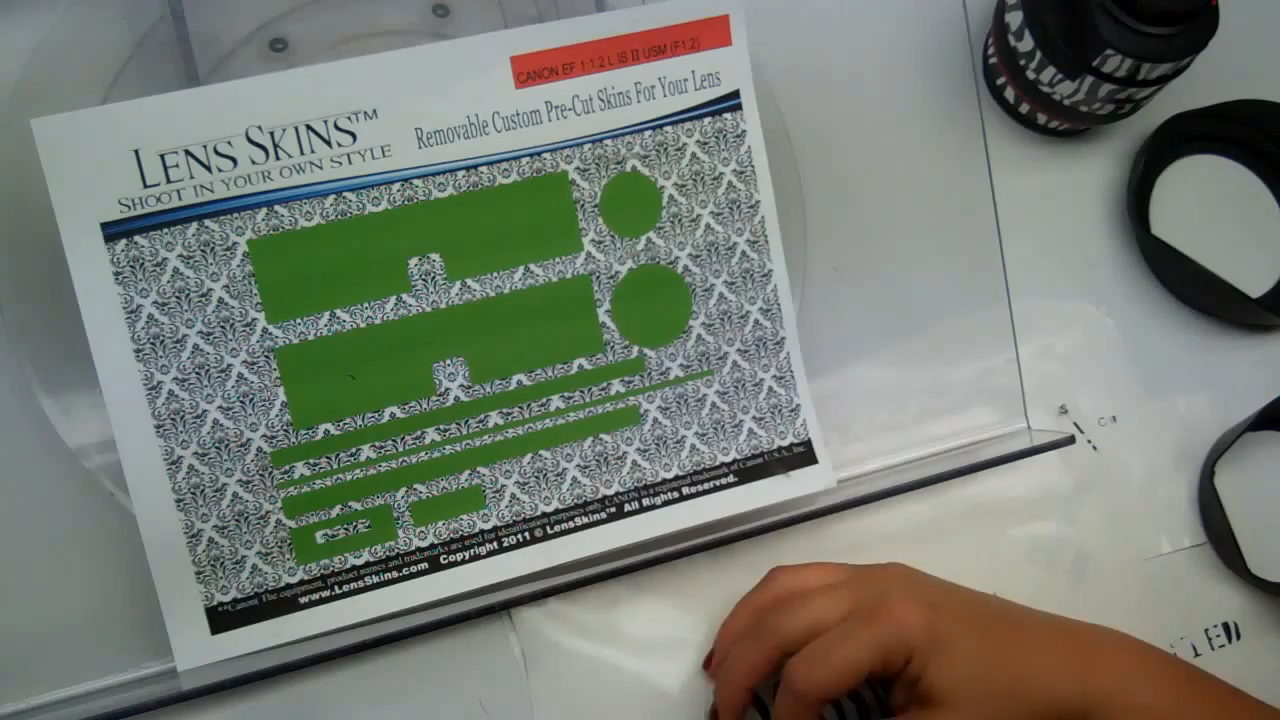 CANON EF 1:1.2 L IS II USM (F1.2)
LENS SKINS™
SHOOT IN YOUR OWN STYLE
Removable Custom Pre-Cut Skins For Your Lens
**Canon( The equipment, product names and trademarks are used for identification purposes only. CANON is a registered trademark of Canon U.S.A., Inc.
www.LensSkins.com Copyright 2011 © LensSkins™ All Rights Reserved.